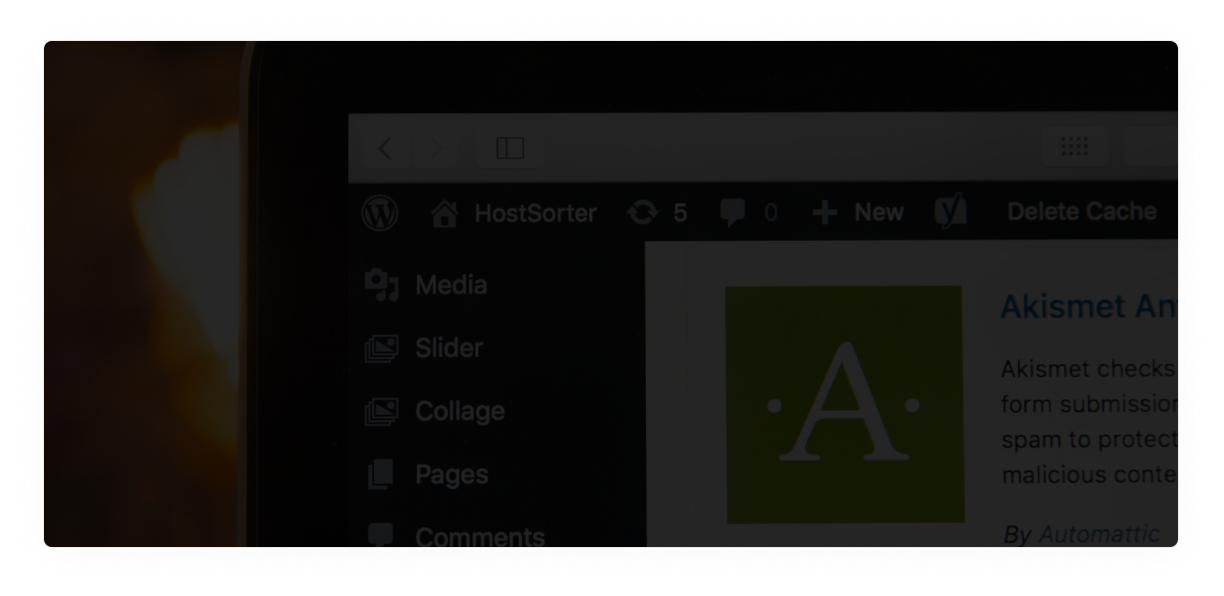 HostSorter 5 0 New Delete Cache
Media
Slider
Collage
Pages
Comments
A
Akismet An
Akismet checks
form submission
spam to protect
malicious conte
By Automattic